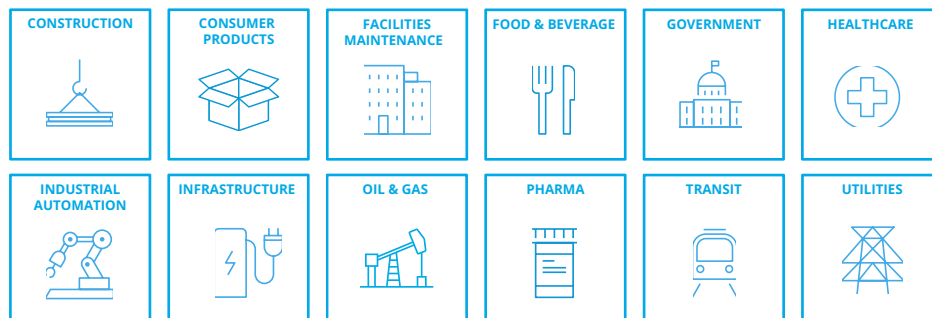 CONSTRUCTION
CONSUMER
PRODUCTS
FACILITIES
MAINTENANCE
FOOD & BEVERAGE
GOVERNMENT
HEALTHCARE
INDUSTRIAL
AUTOMATION
INFRASTRUCTURE
OIL & GAS
PHARMA
TRANSIT
UTILITIES